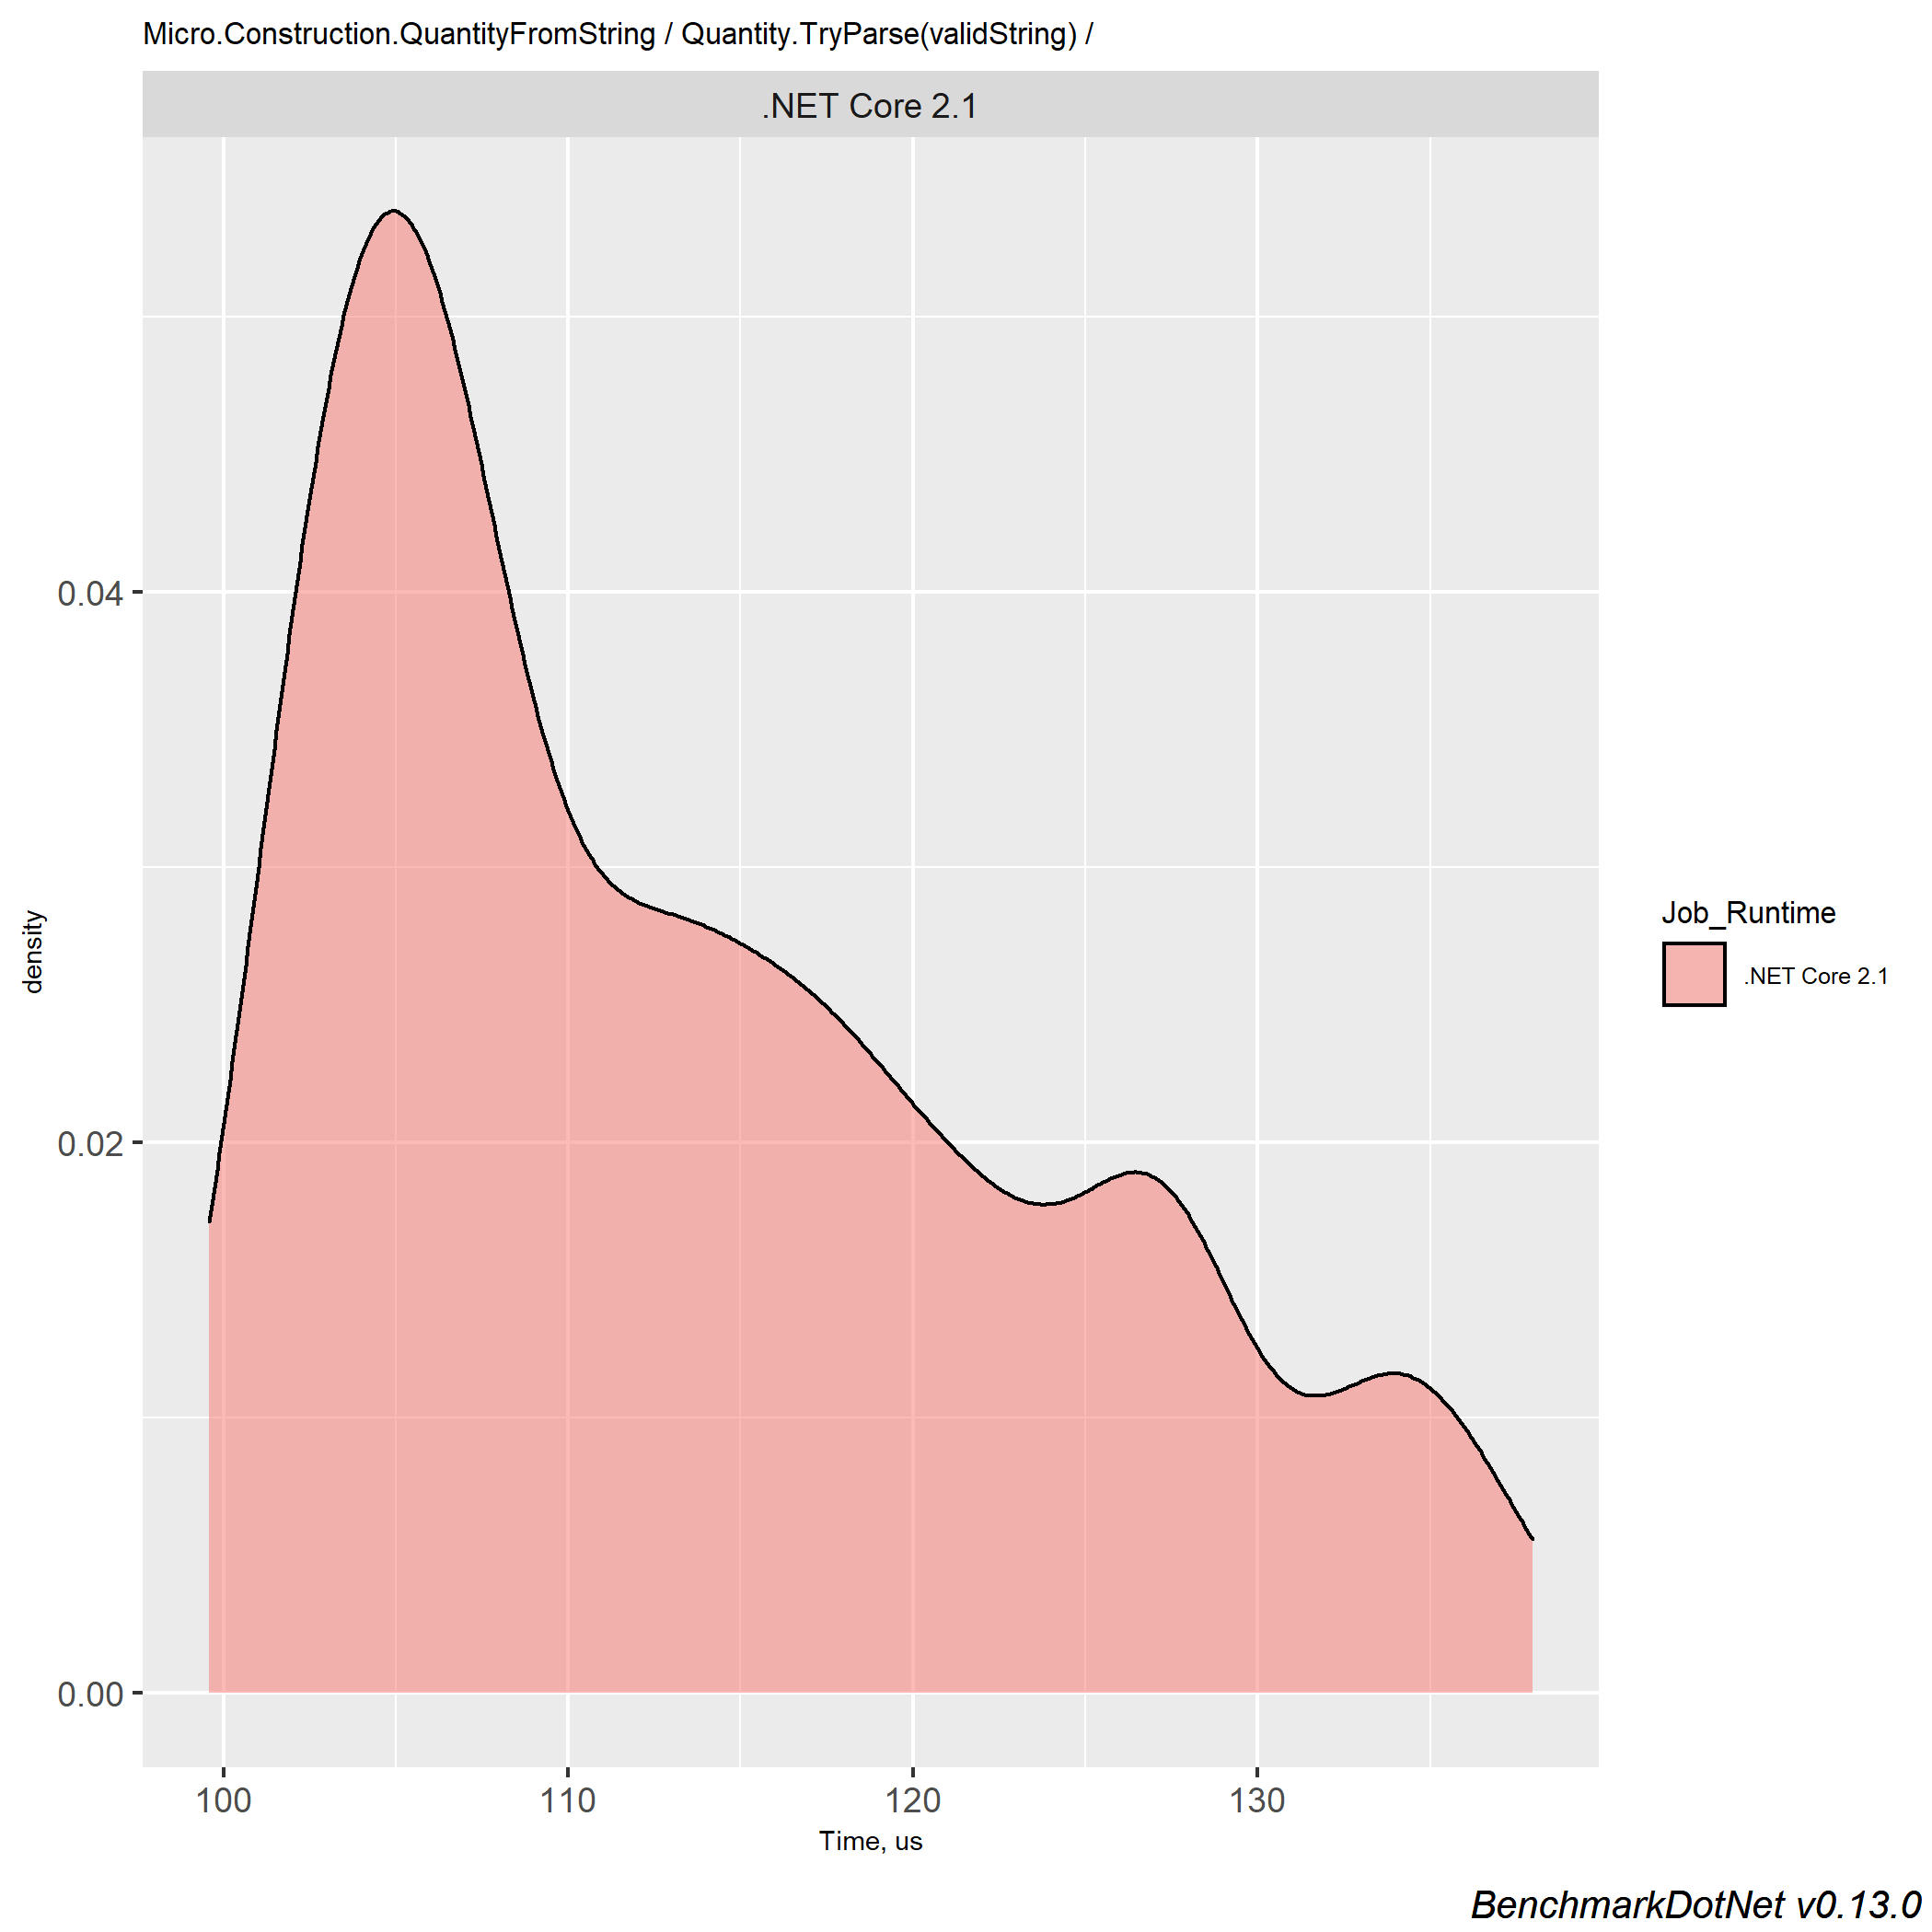 Micro.Construction.QuantityFromString / Quantity.TryParse(validString) /
.NET Core 2.1
0.04
0.02
0.00
density
100 110 120 130
Time, us
Job_Runtime
.NET Core 2.1
BenchmarkDotNet v0.13.0